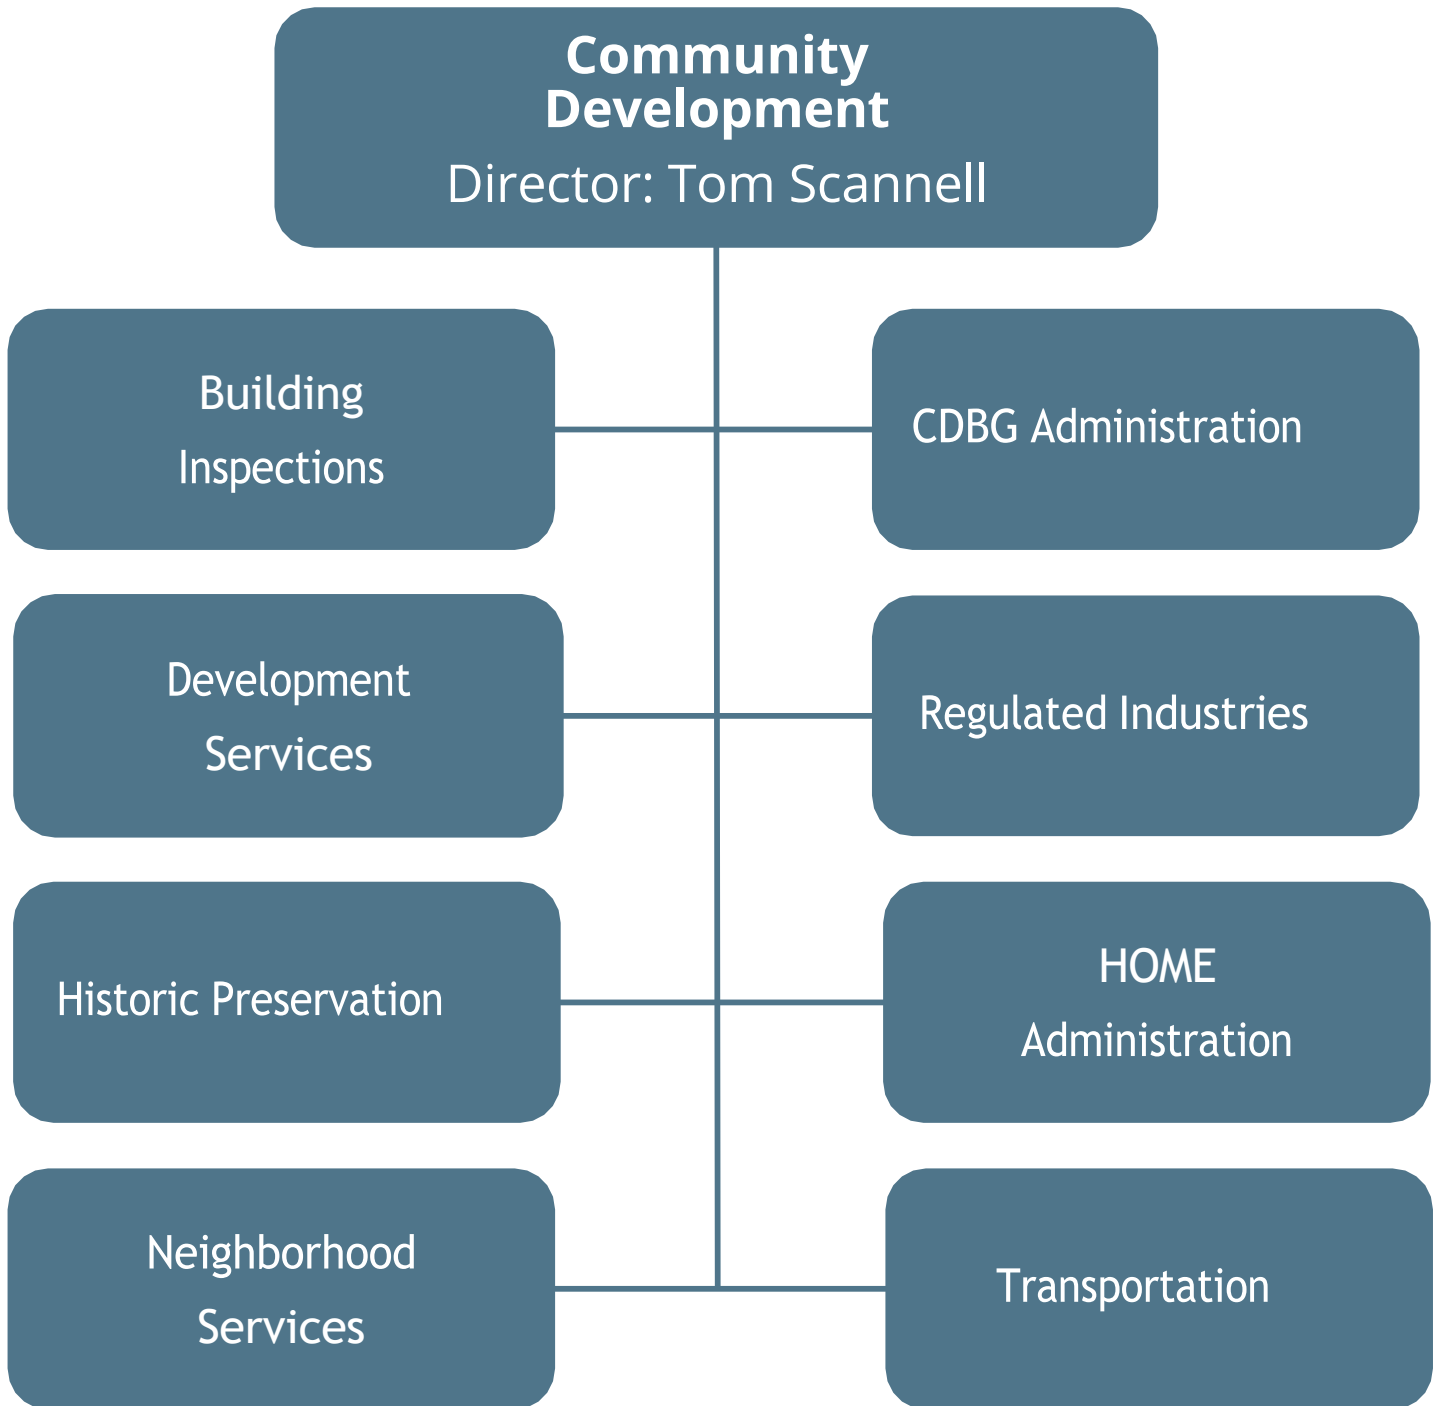 Community
Development
Director: Tom Scannell
Building
Inspections
CDBG Administration
Development
Services
Regulated Industries
Historic Preservation
HOME
Administration
Neighborhood
Services
Transportation